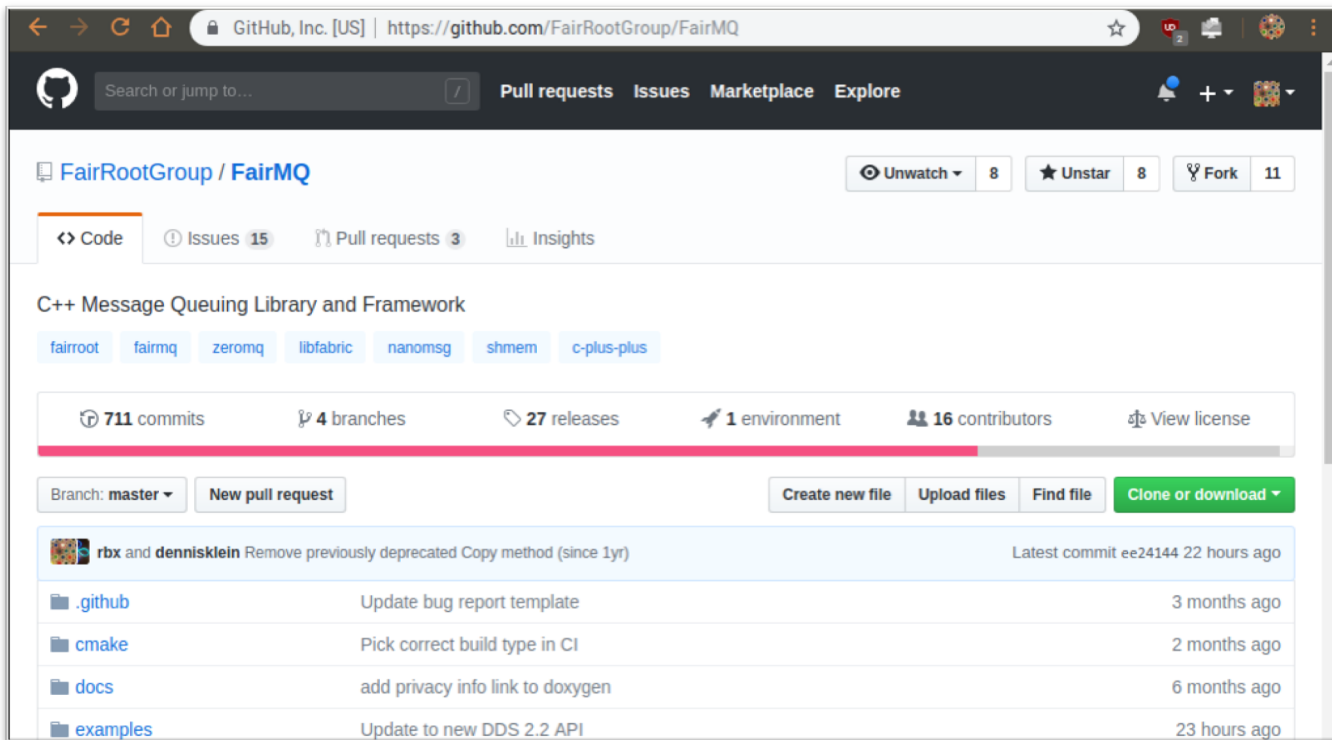 GitHub, Inc. [US] | https://github.com/FairRootGroup/FairMQ
2
Search or jump to... / Pull requests Issues Marketplace Explore
FairRootGroup / FairMQ Unwatch 8 Unstar 8 Fork 11
Code Issues 15 Pull requests 3 Insights
C++ Message Queuing Library and Framework
fairroot fairmq zeromq libfabric nanomsg shmem c-plus-plus
711 commits 4 branches 27 releases 1 environment 16 contributors View license
Branch: master New pull request Create new file Upload files Find file Clone or download
rbx and dennisklein Remove previously deprecated Copy method (since 1yr) Latest commit ee24144 22 hours ago
.github Update bug report template 3 months ago
cmake Pick correct build type in CI 2 months ago
docs add privacy info link to doxygen 6 months ago
examples Update to new DDS 2.2 API 23 hours ago